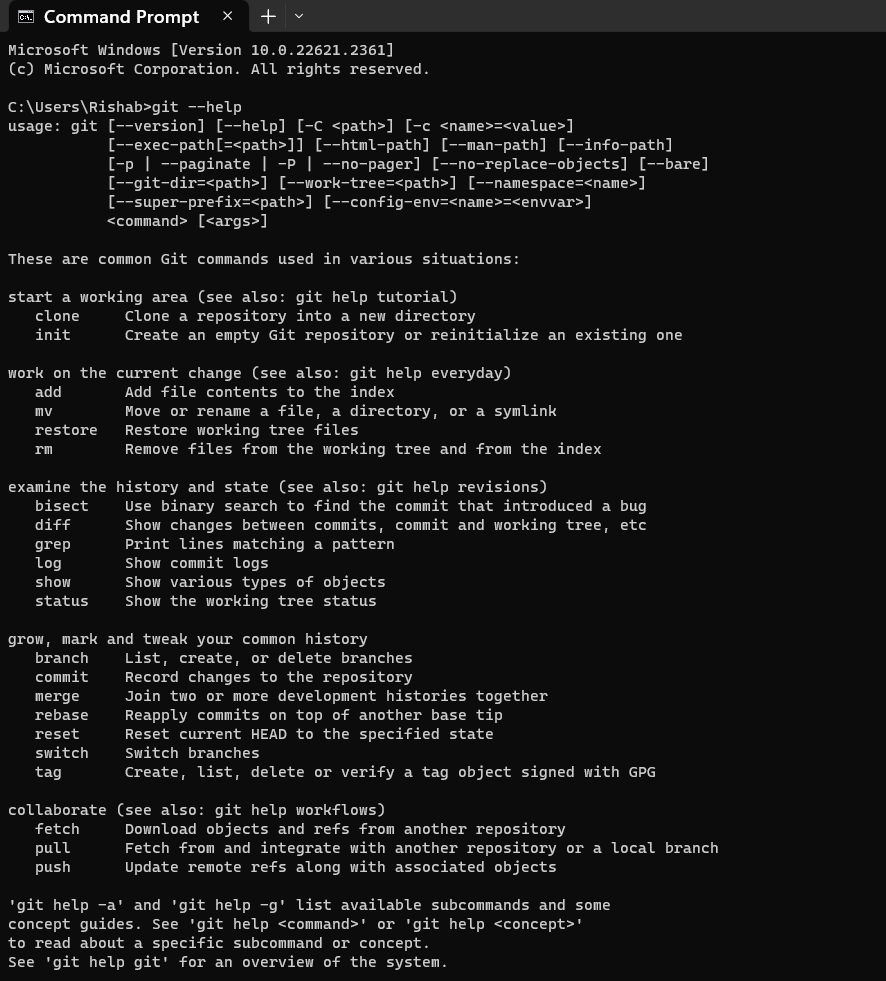 Command Prompt
Microsoft Windows [Version 10.0.22621.2361]
(c) Microsoft Corporation. All rights reserved.

C:\Users\Rishab>git --help
usage: git [--version] [--help] [-C <path>] [-c <name>=<value>]
           [--exec-path[=<path>]] [--html-path] [--man-path] [--info-path]
           [-p | --paginate | -P | --no-pager] [--no-replace-objects] [--bare]
           [--git-dir=<path>] [--work-tree=<path>] [--namespace=<name>]
           [--super-prefix=<path>] [--config-env=<name>=<envvar>]
           <command> [<args>]

These are common Git commands used in various situations:

start a working area (see also: git help tutorial)
   clone     Clone a repository into a new directory
   init      Create an empty Git repository or reinitialize an existing one

work on the current change (see also: git help everyday)
   add       Add file contents to the index
   mv        Move or rename a file, a directory, or a symlink
   restore   Restore working tree files
   rm        Remove files from the working tree and from the index

examine the history and state (see also: git help revisions)
   bisect    Use binary search to find the commit that introduced a bug
   diff      Show changes between commits, commit and working tree, etc
   grep      Print lines matching a pattern
   log       Show commit logs
   show      Show various types of objects
   status    Show the working tree status

grow, mark and tweak your common history
   branch    List, create, or delete branches
   commit    Record changes to the repository
   merge     Join two or more development histories together
   rebase    Reapply commits on top of another base tip
   reset     Reset current HEAD to the specified state
   switch    Switch branches
   tag       Create, list, delete or verify a tag object signed with GPG

collaborate (see also: git help workflows)
   fetch     Download objects and refs from another repository
   pull      Fetch from and integrate with another repository or a local branch
   push      Update remote refs along with associated objects

'git help -a' and 'git help -g' list available subcommands and some
concept guides. See 'git help <command>' or 'git help <concept>'
to read about a specific subcommand or concept.
See 'git help git' for an overview of the system.